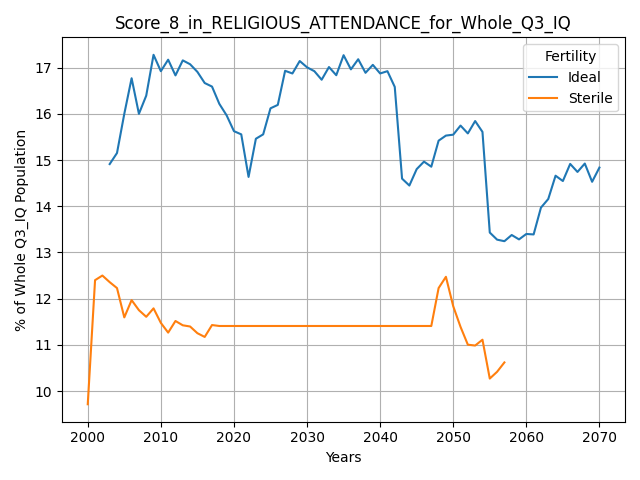 Score_8_in_RELIGIOUS_ATTENDANCE_for_Whole_Q3_IQ
% of Whole Q3_IQ Population
17
16
15
14
13
12
11
10
Fertility
Ideal
Sterile
2000 2010 2020 2030 2040 2050 2060 2070
Years